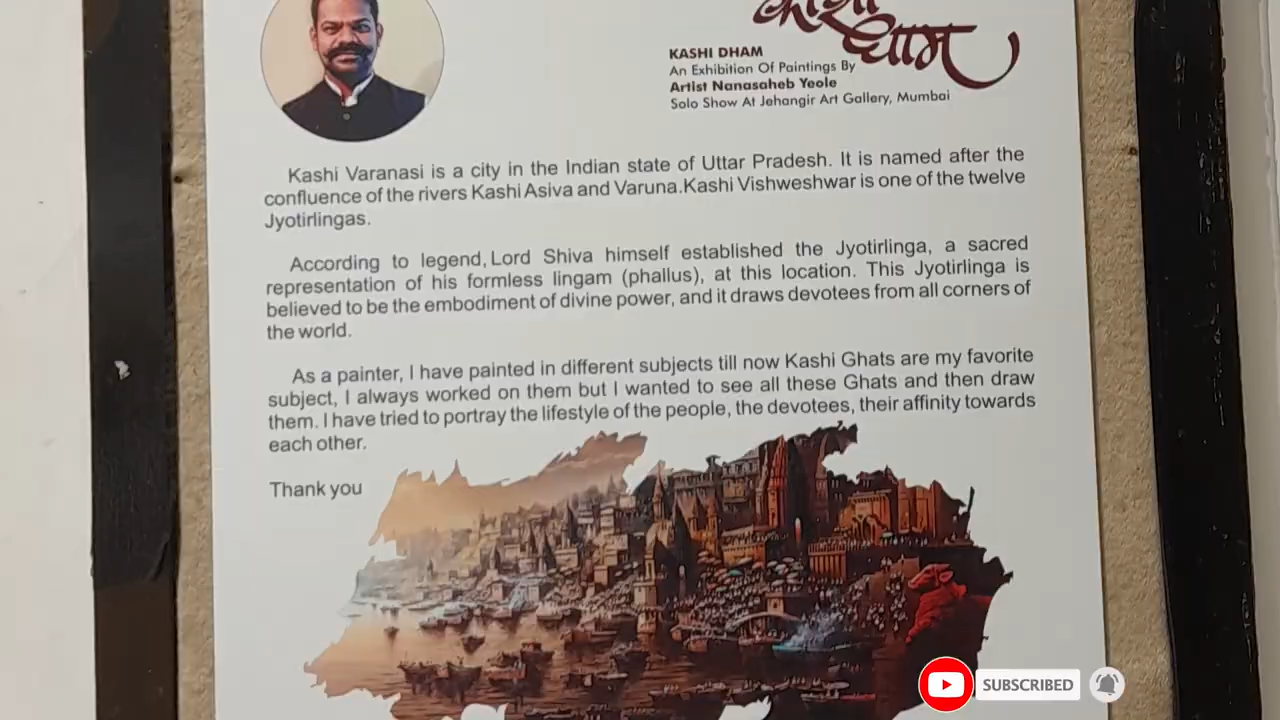 काशी
धाम
KASHI DHAM
An Exhibition Of Paintings By
Artist Nanasaheb Yeole
Solo Show At Jehangir Art Gallery, Mumbai
Kashi Varanasi is a city in the Indian state of Uttar Pradesh. It is named after the
confluence of the rivers Kashi Asiva and Varuna.Kashi Vishweshwar is one of the twelve
Jyotirlingas.
According to legend, Lord Shiva himself established the Jyotirlinga, a sacred
representation of his formless lingam (phallus), at this location. This Jyotirlinga is
believed to be the embodiment of divine power, and it draws devotees from all corners of
the world.
As a painter, I have painted in different subjects till now Kashi Ghats are my favorite
subject, I always worked on them but I wanted to see all these Ghats and then draw
them. I have tried to portray the lifestyle of the people, the devotees, their affinity towards
each other.
Thank you
SUBSCRIBED